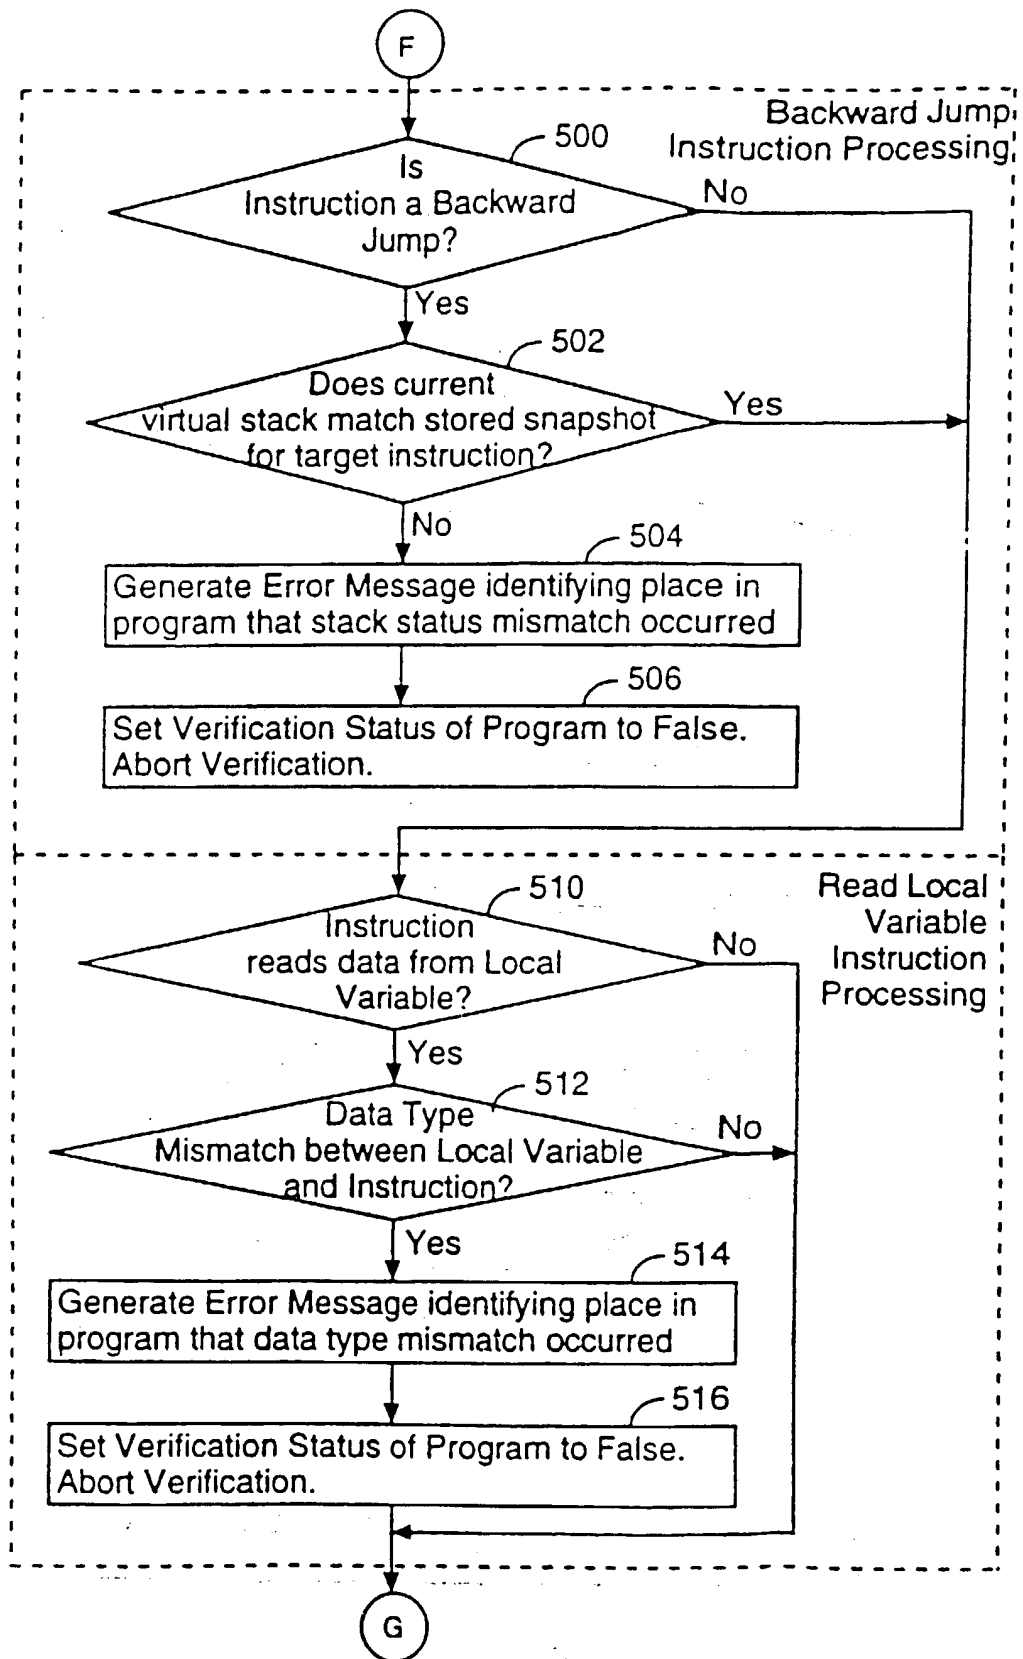 F
Backward Jump
Instruction Processing
500
Is
Instruction a Backward
Jump?
No
Yes
502
Does current
virtual stack match stored snapshot
for target instruction?
Yes
No
504
Generate Error Message identifying place in
program that stack status mismatch occurred
506
Set Verification Status of Program to False.
Abort Verification.
Read Local
Variable
Instruction
Processing
510
Instruction
reads data from Local
Variable?
No
Yes
512
Data Type
Mismatch between Local Variable
and Instruction?
No
Yes
514
Generate Error Message identifying place in
program that data type mismatch occurred
516
Set Verification Status of Program to False.
Abort Verification.
G